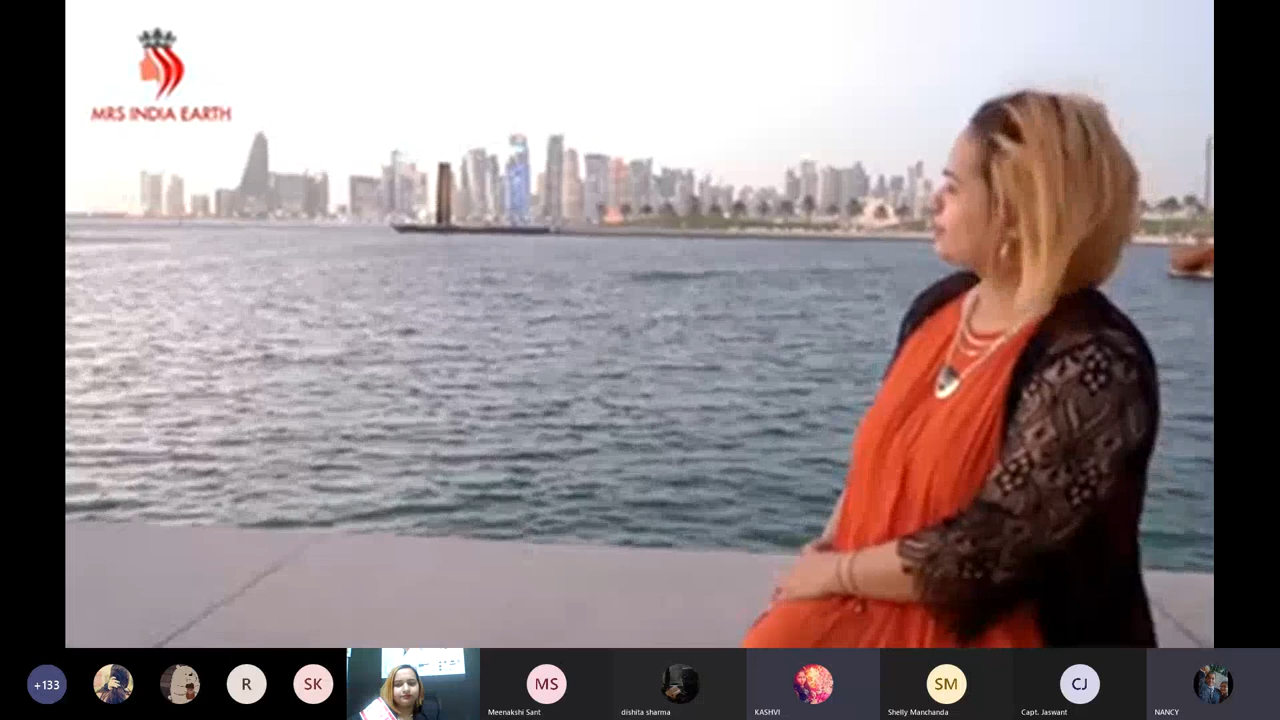 MRS INDIA EARTH
+133
R
SK
MS
Meenakshi Sant
dishita sharma
KASHVI
SM
Shelly Manchanda
CJ
Capt. Jaswant
NANCY